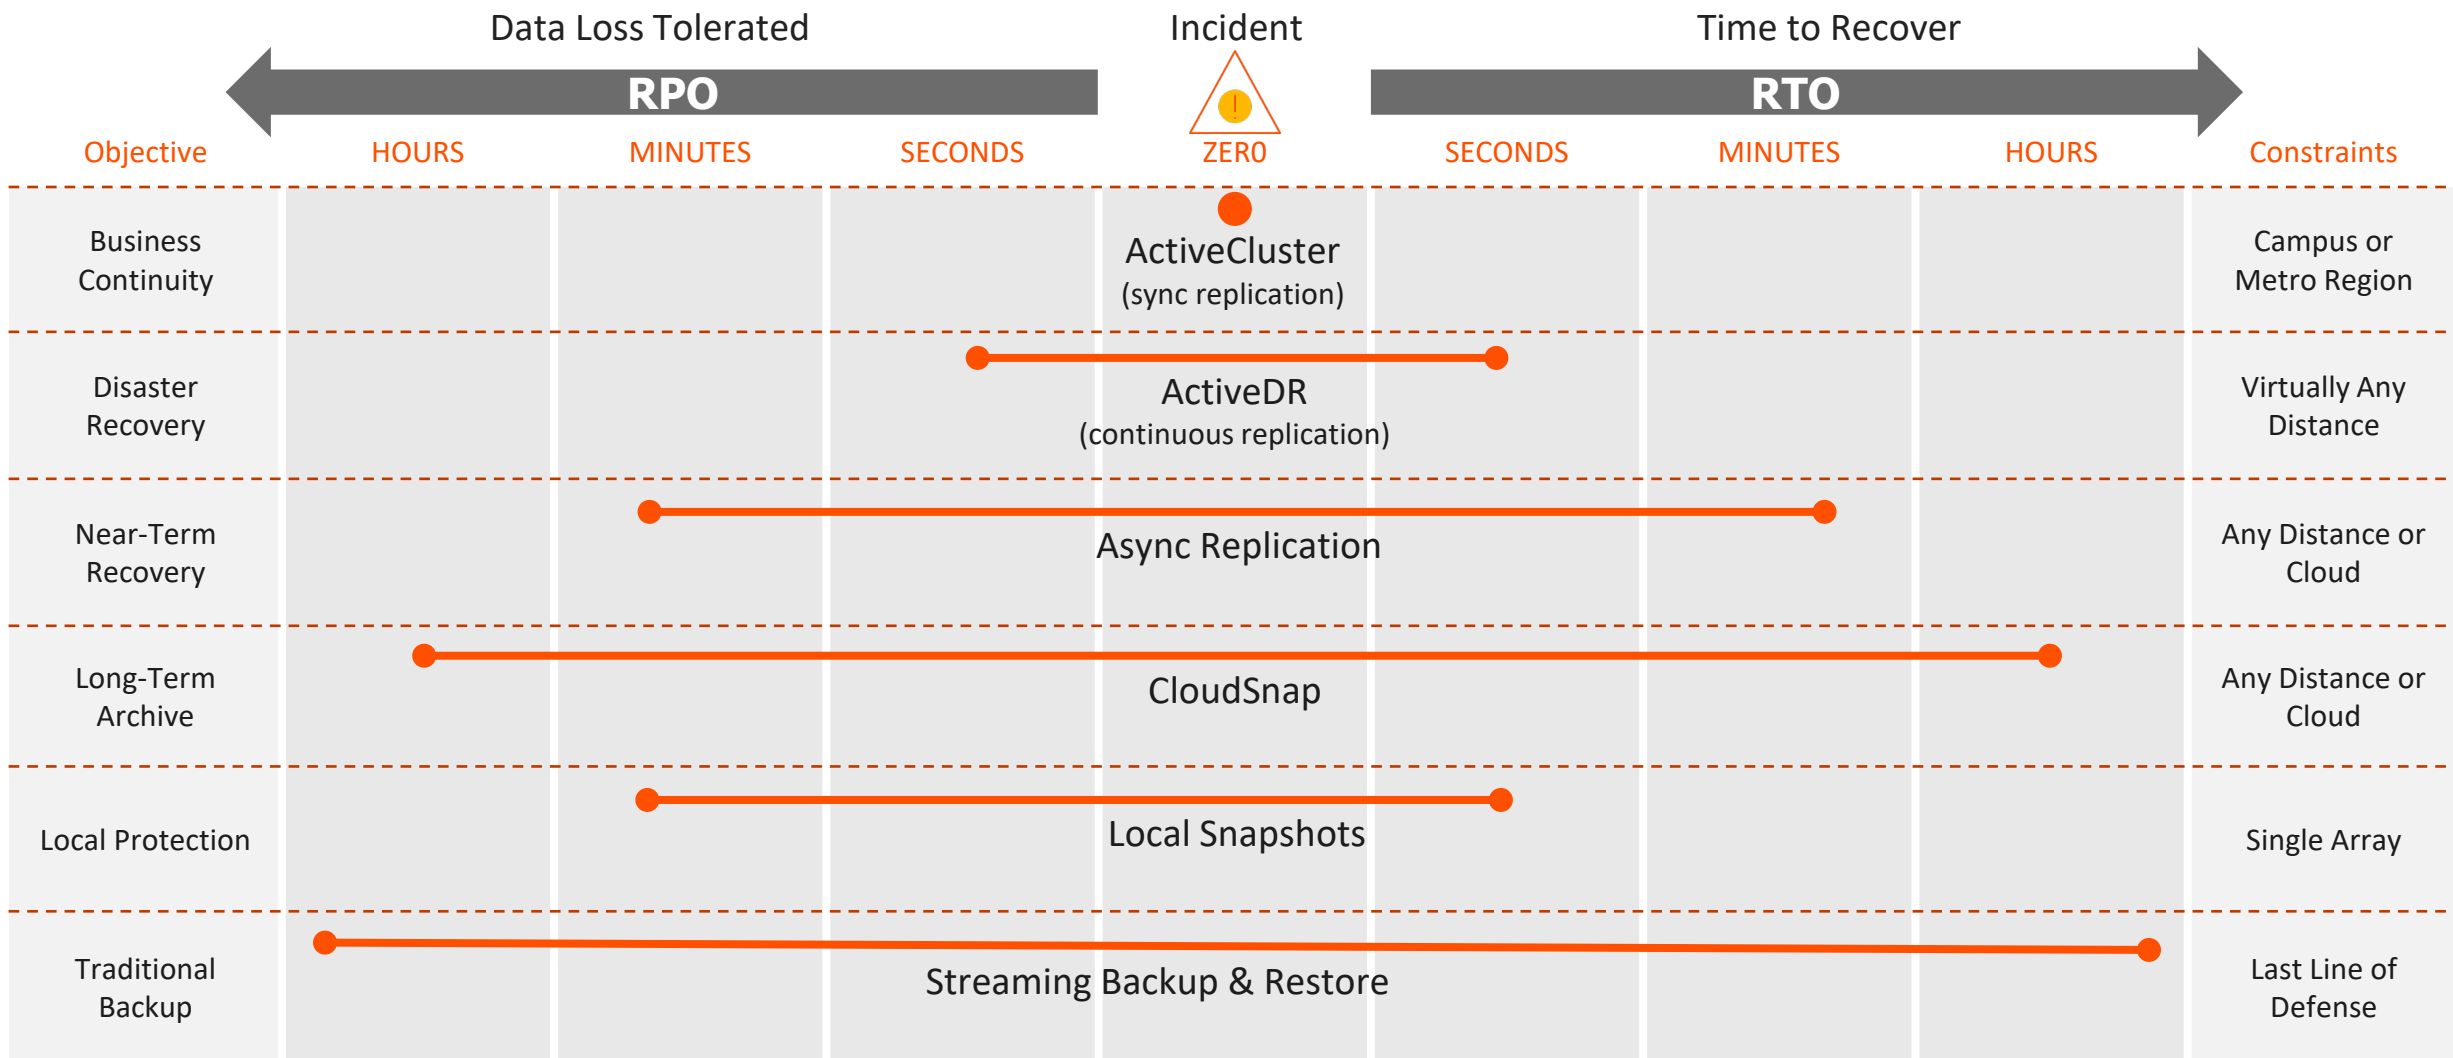 Data Loss Tolerated
Incident
Time to Recover
RPO
!
RTO
Objective
HOURS
MINUTES
SECONDS
ZERO
SECONDS
MINUTES
HOURS
Constraints
Business
Continuity
ActiveCluster
(sync replication)
Campus or
Metro Region
Disaster
Recovery
ActiveDR
(continuous replication)
Virtually Any
Distance
Near-Term
Recovery
Async Replication
Any Distance or
Cloud
Long-Term
Archive
CloudSnap
Any Distance or
Cloud
Local Protection
Local Snapshots
Single Array
Traditional
Backup
Streaming Backup & Restore
Last Line of
Defense